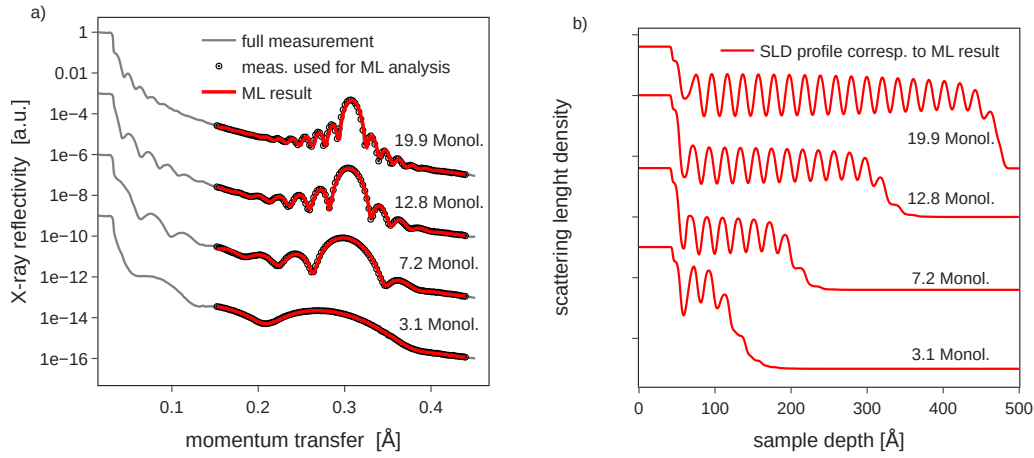 a)
full measurement
meas. used for ML analysis
ML result
1
0.01
1e−4
1e−6
1e−8
1e−10
1e−12
1e−14
1e−16
X-ray reflectivity [a.u.]
19.9 Monol.
12.8 Monol.
7.2 Monol.
3.1 Monol.
0.1
0.2
0.3
0.4
momentum transfer [Å]
b)
SLD profile corresp. to ML result
scattering lenght density
19.9 Monol.
12.8 Monol.
7.2 Monol.
3.1 Monol.
0
100
200
300
400
500
sample depth [Å]